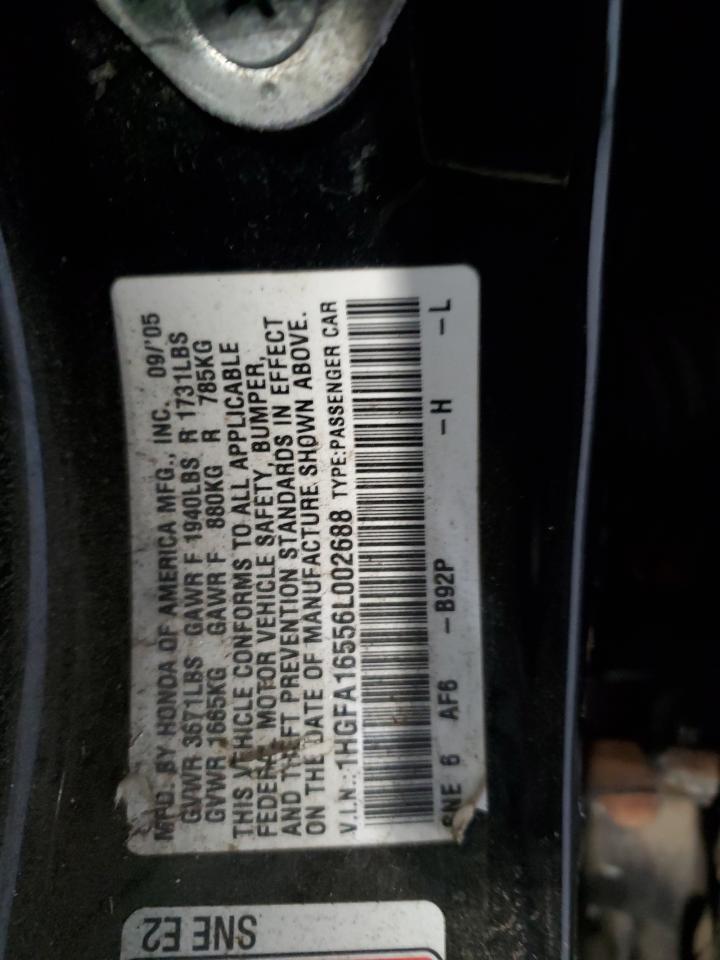 MFD. BY HONDA OF AMERICA MFG., INC. 09/'05
GVWR 3671LBS GAWR F 1940LBS R 1731LBS
GVWR 1665KG GAWR F 880KG R 785KG
THIS VEHICLE CONFORMS TO ALL APPLICABLE
FEDERAL MOTOR VEHICLE SAFETY, BUMPER,
AND THEFT PREVENTION STANDARDS IN EFFECT
ON THE DATE OF MANUFACTURE SHOWN ABOVE.
V.I.N.: 1HGFA16556L002688 TYPE:PASSENGER CAR
SNE 6 AF6 -B92P -H -L
SNE E2